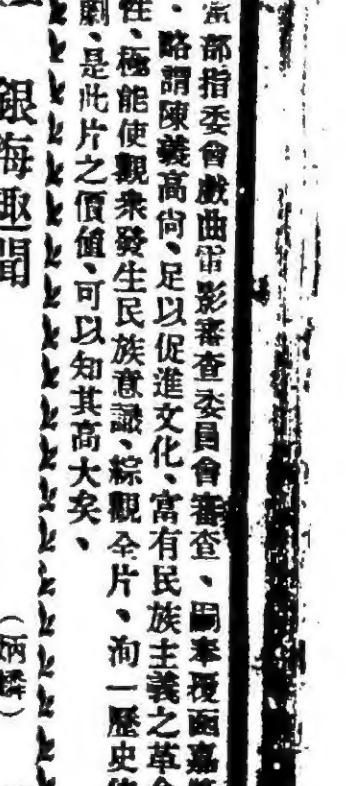 部指委會戲曲電影審查委員會審查、嗣奉覆函嘉
、略謂陳義高尙、足以促進文化、富有民族主義之革命
性、極能使觀衆發生民族意識、綜觀全片、洵一歷史
劇、是此片之價值、可以知其高大矣、
銀海趣聞
（炳麟）